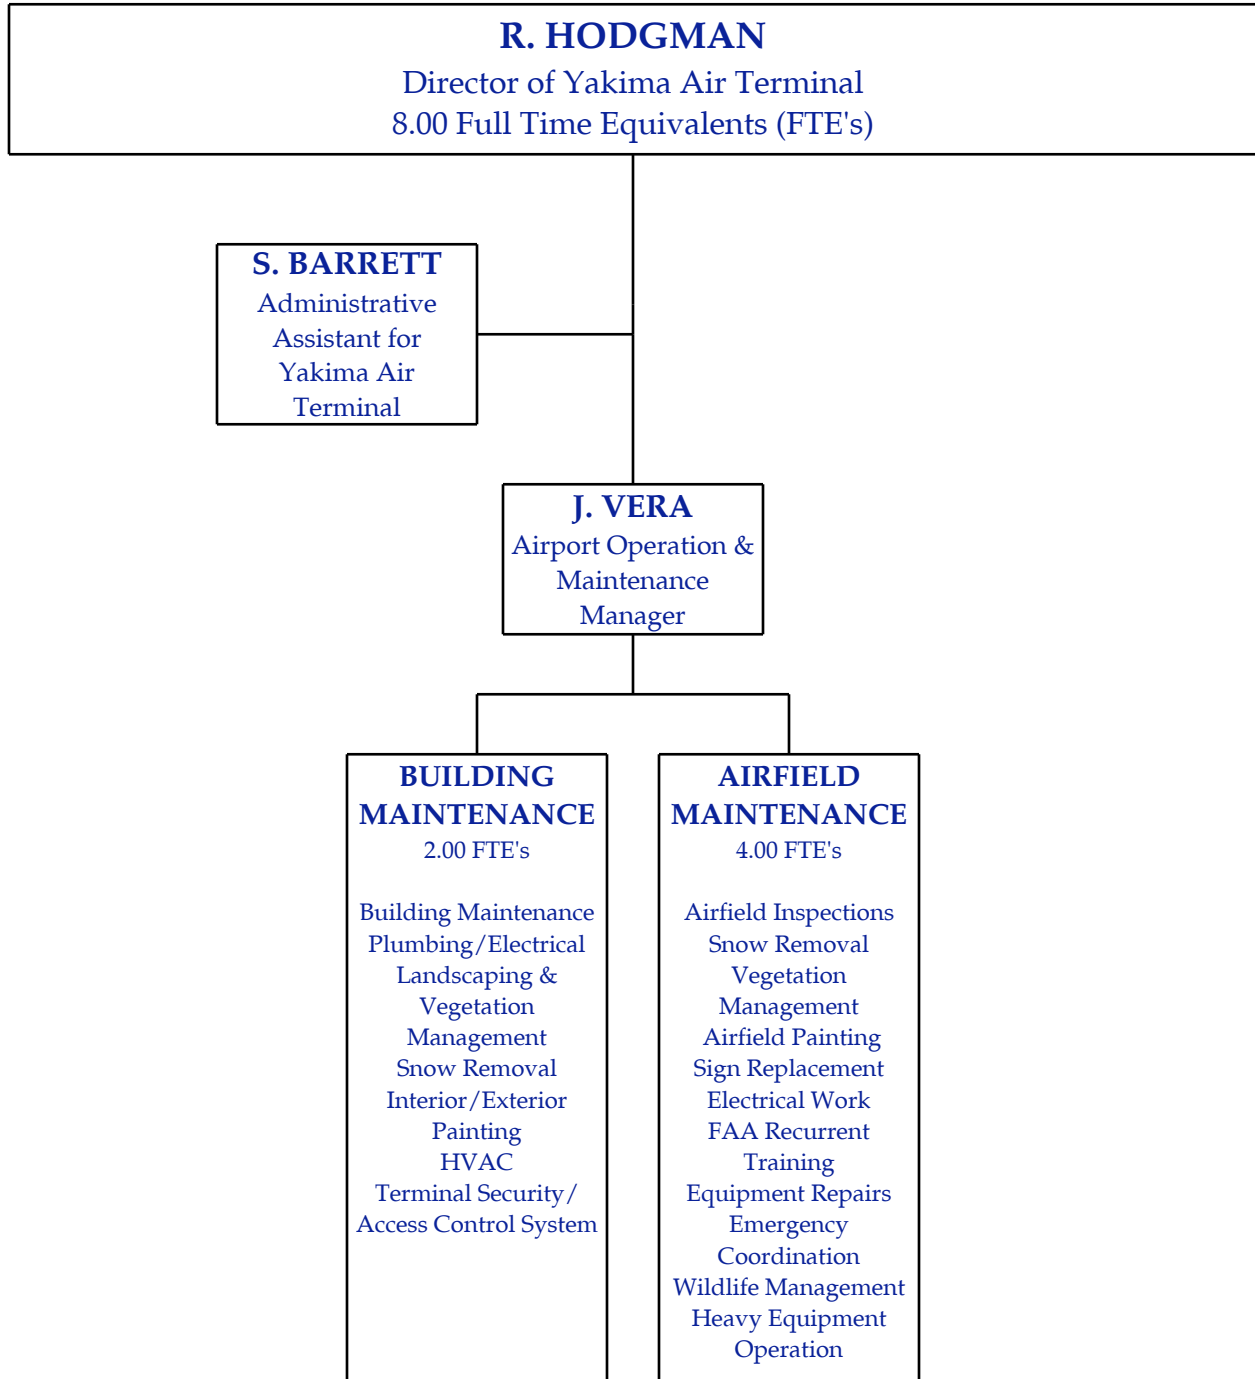 R. HODGMAN
Director of Yakima Air Terminal
8.00 Full Time Equivalents (FTE's)
S. BARRETT
Administrative
Assistant for
Yakima Air
Terminal
J. VERA
Airport Operation &
Maintenance
Manager
BUILDING
MAINTENANCE
2.00 FTE's
Building Maintenance
Plumbing/Electrical
Landscaping &
Vegetation
Management
Snow Removal
Interior/Exterior
Painting
HVAC
Terminal Security/
Access Control System
AIRFIELD
MAINTENANCE
4.00 FTE's
Airfield Inspections
Snow Removal
Vegetation
Management
Airfield Painting
Sign Replacement
Electrical Work
FAA Recurrent
Training
Equipment Repairs
Emergency
Coordination
Wildlife Management
Heavy Equipment
Operation